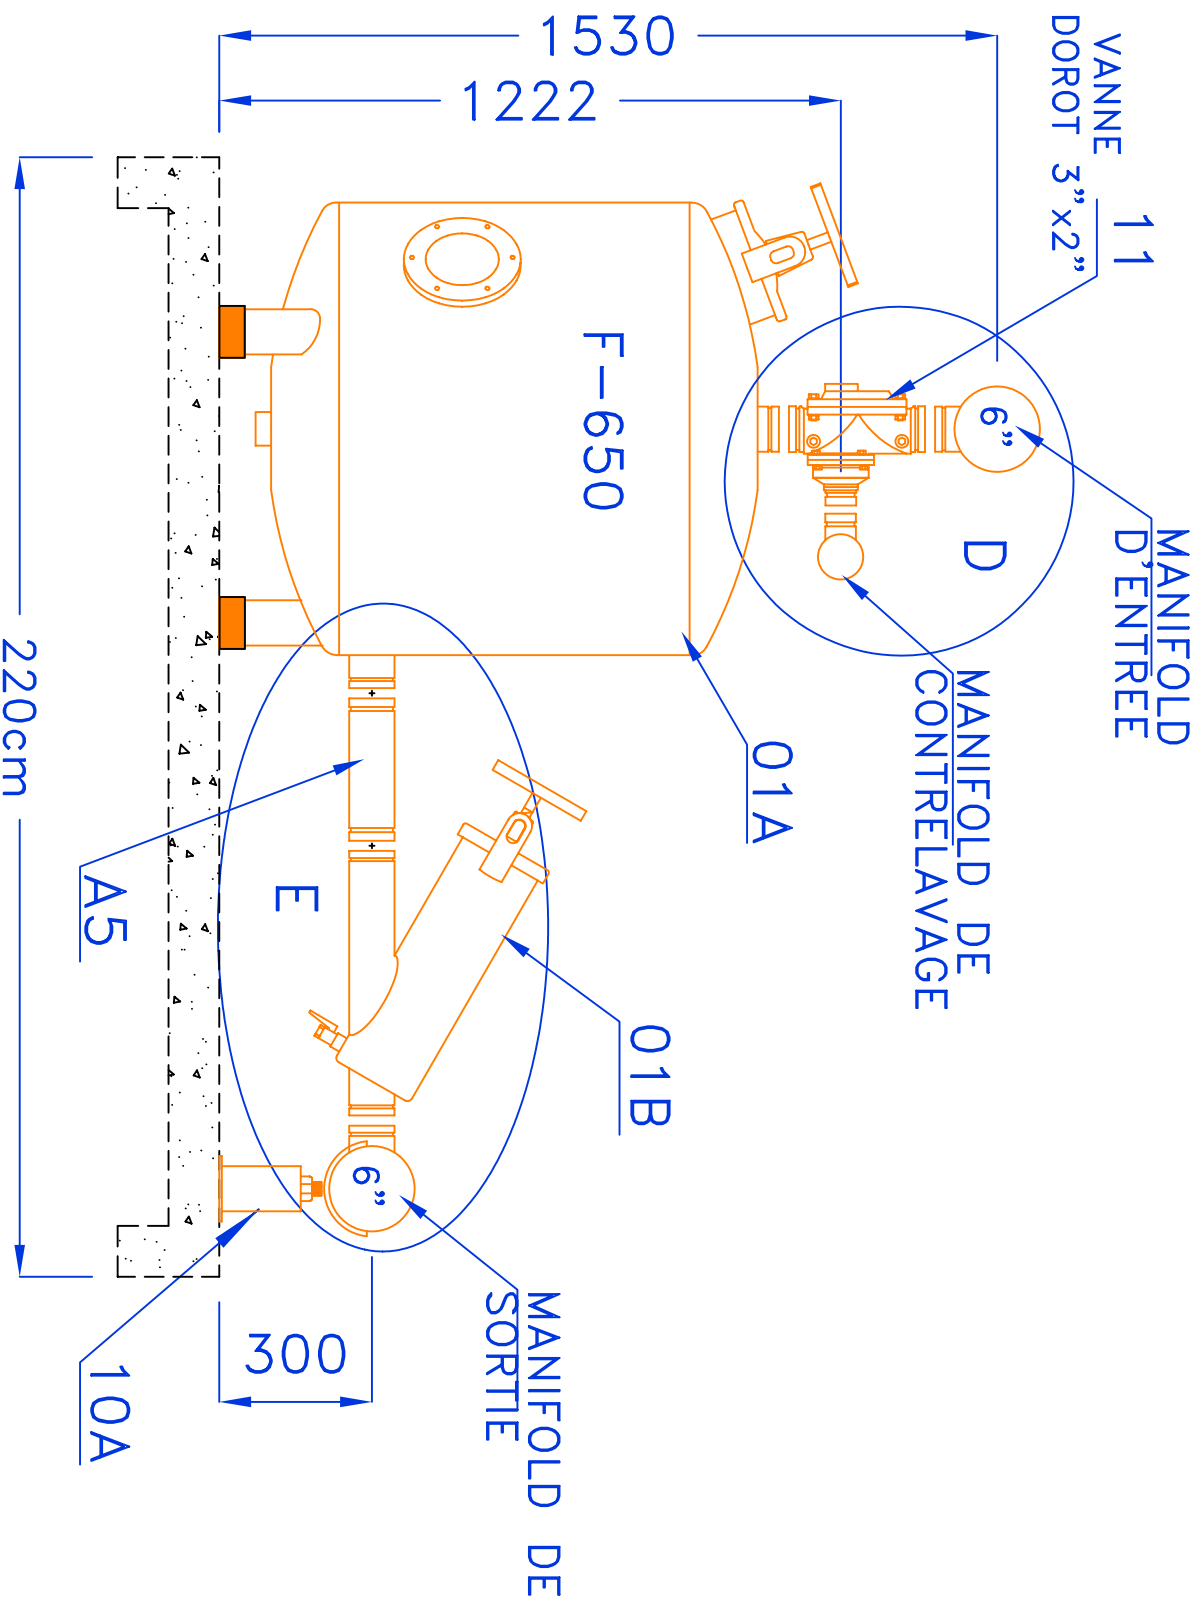 VANNE
DOROT 3"x2"
11
1530
1222
F-650
6"
D
MANIFOLD
D'ENTREE
MANIFOLD DE
CONTRELAVAGE
01A
01B
E
A5
6"
MANIFOLD DE
SORTIE
300
10A
220cm